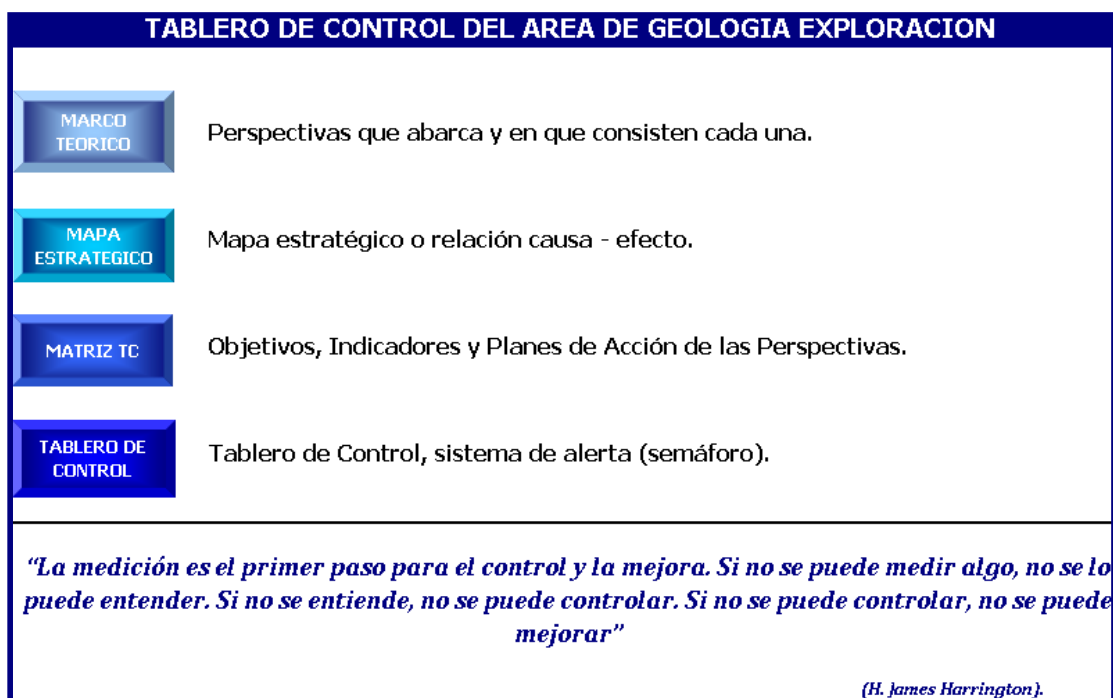 TABLERO DE CONTROL DEL AREA DE GEOLOGIA EXPLORACION
MARCO
TEORICO
Perspectivas que abarca y en que consisten cada una.
MAPA
ESTRATEGICO
Mapa estratégico o relación causa - efecto.
MATRIZ TC
Objetivos, Indicadores y Planes de Acción de las Perspectivas.
TABLERO DE
CONTROL
Tablero de Control, sistema de alerta (semáforo).
“La medición es el primer paso para el control y la mejora. Si no se puede medir algo, no se lo
puede entender. Si no se entiende, no se puede controlar. Si no se puede controlar, no se puede
mejorar”
(H. James Harrington).